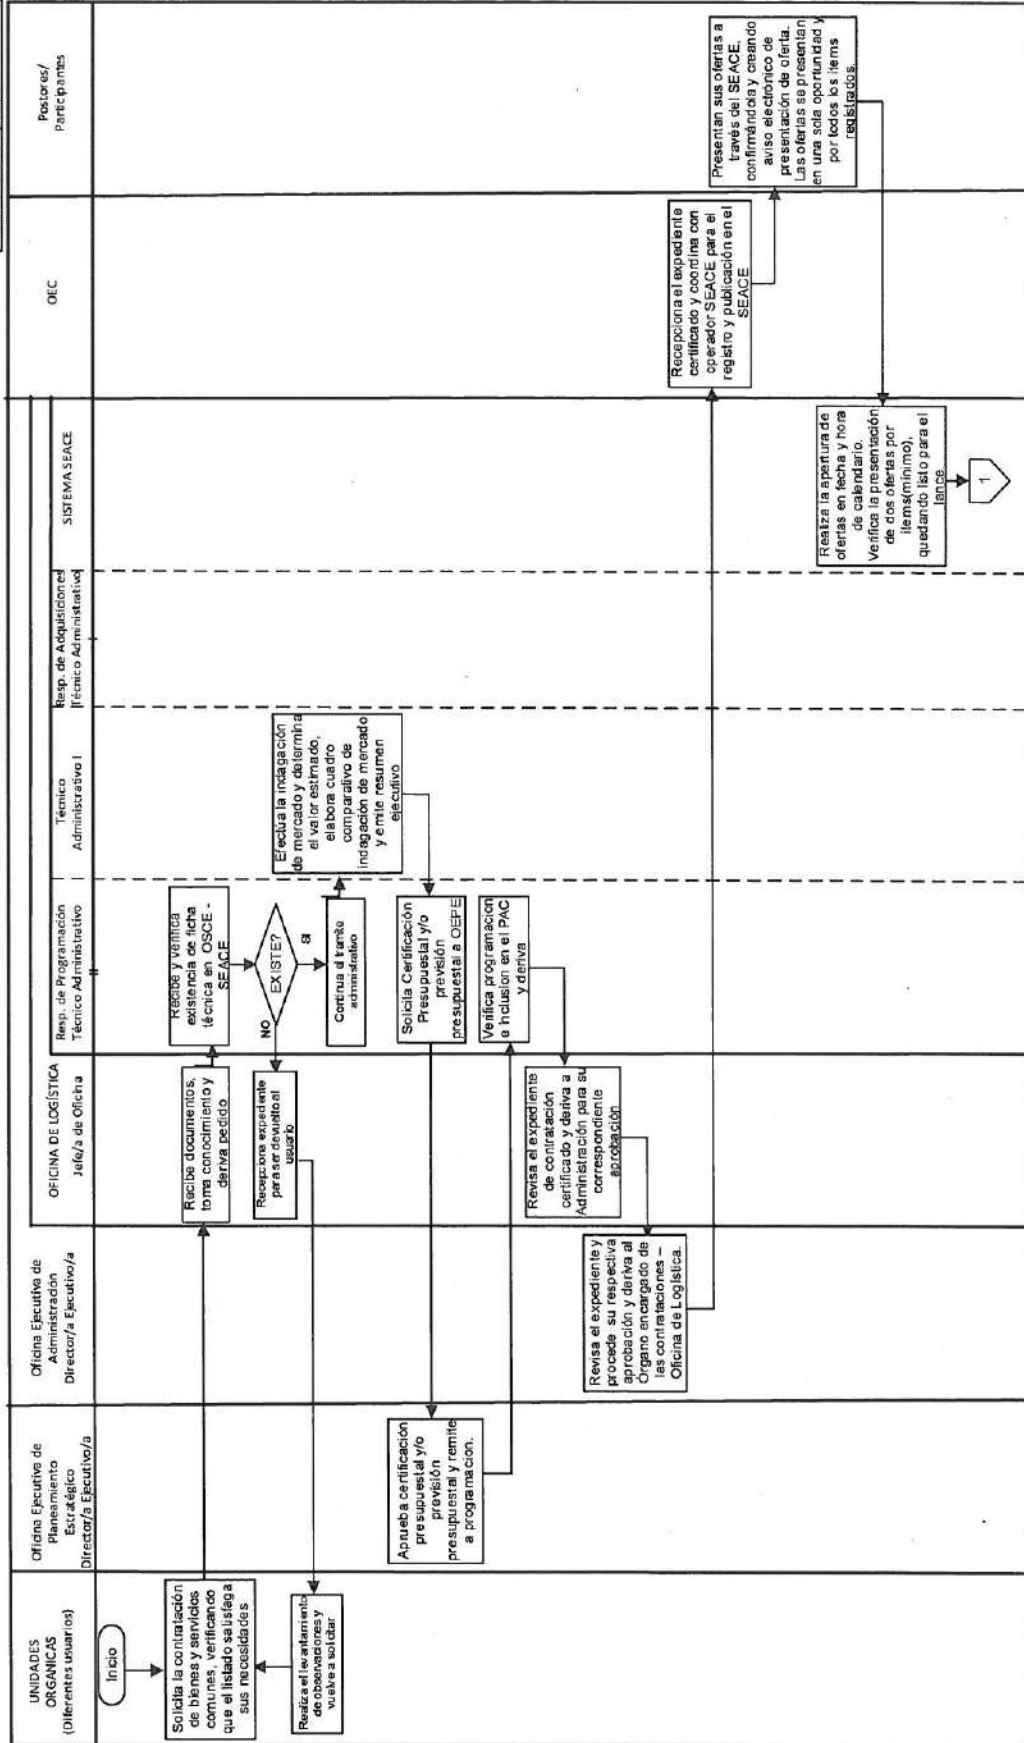 UNIDADES
ORGANICAS
(Diferentes usuarios)
Oficina Ejecutiva de
Planeamiento
Estratégico
Director/a Ejecutivo/a
Oficina Ejecutiva de
Administración
Director/a Ejecutivo/a
OFICINA DE LOGÍSTICA
Jefe/a de Oficina
Resp. de Programación
Técnico Administrativo
Técnico
Administrativo I
Resp. de Adquisiciones
Técnico Administrativo
SISTEMA SEACE
OEC
Postores/
Participantes
Inicio
Solicita la contratación
de bienes y servicios
comunes, verificando
que el listado satisfaga
sus necesidades
Recibe documentos,
toma conocimiento y
deriva pedido
Recibe y verifica
existencia de ficha
técnica en OSCE -
SEACE
EXISTE?
NO
SI
Recepciona expediente
para ser devuelto al
usuario
Realiza el levantamiento
de observaciones y
vuelve a solicitar
Continua el tramite
administrativo
Efectúa la indagación
de mercado y determina
el valor estimado,
elabora cuadro
comparativo de
indagación de mercado
y emite resumen
ejecutivo
Solicita Certificación
Presupuestal y/o
previsión
presupuestal a OEPE
Aprueba certificación
presupuestal y/o
previsión
presupuestal y remite
a programacion.
Verifica programacion
e inclusion en el PAC
y deriva
Revisa el expediente
de contratación
certificado y deriva a
Administración para su
correspondiente
aprobación
Revisa el expediente y
procede su respectiva
aprobación y deriva al
Órgano encargado de
las contrataciones –
Oficina de Logística.
Recepciona el expediente
certificado y coordina con
operador SEACE para el
registro y publicación en el
SEACE
Presentan sus ofertas a
través del SEACE,
confirmándola y creando
aviso electrónico de
presentación de oferta.
Las ofertas se presentan
en una sola oportunidad y
por todos los items
registrados.
Realiza la apertura de
ofertas en fecha y hora
de calendario.
Verifica la presentación
de dos ofertas por
items(mínimo),
quedando listo para el
lance.
1